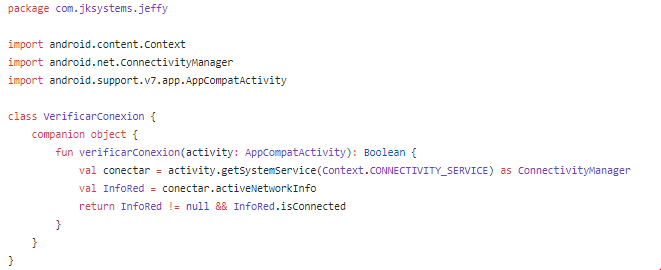 package com.jksystems.jeffy
import android.content.Context
import android.net.ConnectivityManager
import android.support.v7.app.AppCompatActivity
class VerificarConexion {
companion object {
fun verificarConexion(activity: AppCompatActivity): Boolean {
val conectar = activity.getSystemService(Context.CONNECTIVITY_SERVICE) as ConnectivityManager
val InfoRed = conectar.activeNetworkInfo
return InfoRed != null && InfoRed.isConnected
}
}
}